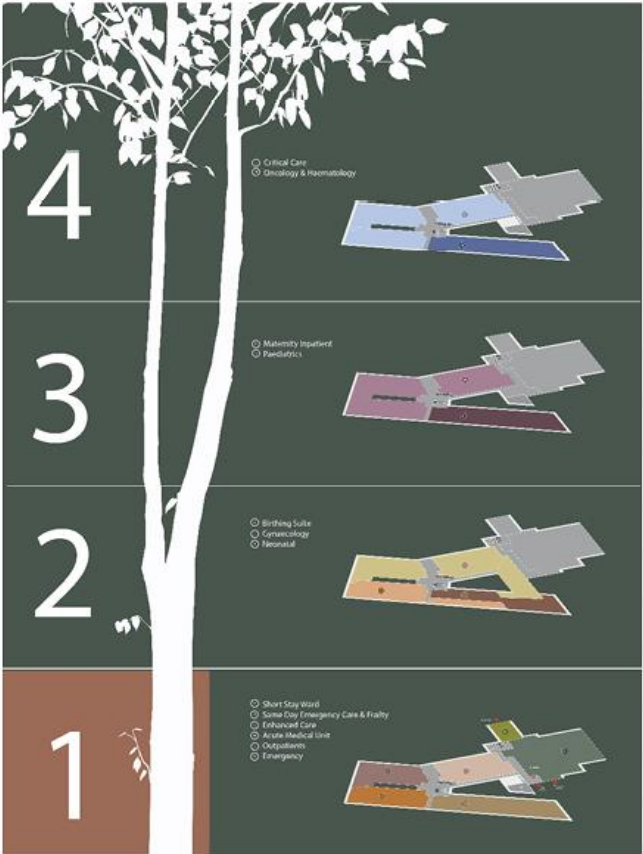 4
Critical Care
Oncology & Haematology
3
Maternity Inpatient
Paediatrics
2
Birthing Suite
Gynaecology
Neonatal
1
Short Stay Ward
Same Day Emergency Care & Frailty
Enhanced Care
Acute Medical Unit
Outpatients
Emergency